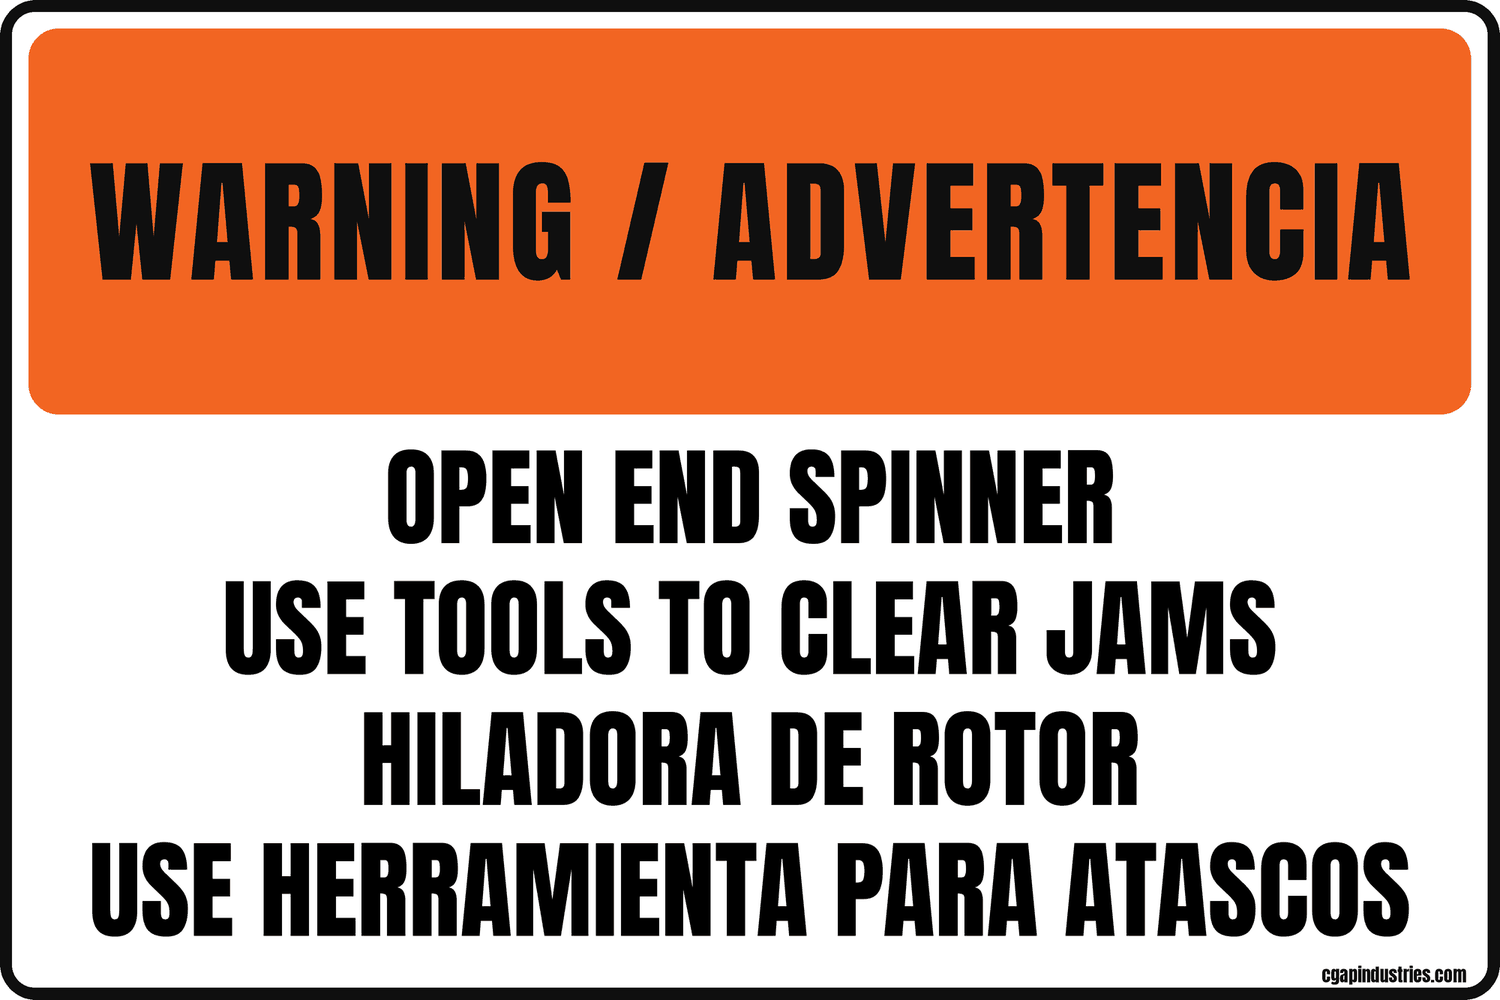 WARNING / ADVERTENCIA
OPEN END SPINNER
USE TOOLS TO CLEAR JAMS
HILADORA DE ROTOR
USE HERRAMIENTA PARA ATASCOS
cgapindustries.com